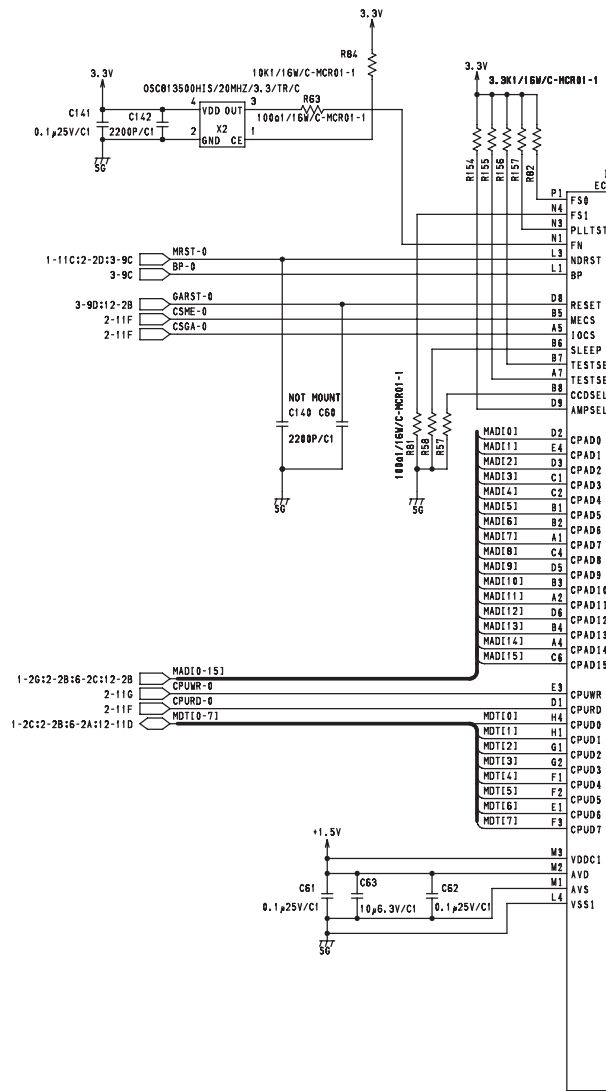 3.3V
R84
10K1/16W/C-MCR01-1
3.3V
OSC813500HIS/20MHZ/3.3/TR/C
3.3V
3.3K1/16W/C-MCR01-1
C141
0.1μ25V/C1
C142
2200P/C1
4 VDD OUT 3
X2
2 GND CE 1
R63
100Ω1/16W/C-MCR01-1
SG
R154
R155
R156
R157
R82
EC
P1 FS0
N4 FS1
N3 PLLTST
N1 FN
1-11C:2-2D:3-9C MRST-0 L3 NDRST
3-9C BP-0 L1 BP
3-9D:12-2B GARST-0 D8 RESET
2-11F CSME-0 B5 MECS
2-11F CSGA-0 A5 IOCS
B6 SLEEP
B7 TESTSE
A7 TESTSE
B8 CCDSEL
D9 AMPSEL
NOT MOUNT
C140 C60
2200P/C1
100Ω1/16W/C-MCR01-1
R81
R58
R57
SG
SG
MAD[0] D2 CPAD0
MAD[1] E4 CPAD1
MAD[2] D3 CPAD2
MAD[3] C1 CPAD3
MAD[4] C2 CPAD4
MAD[5] B1 CPAD5
MAD[6] B2 CPAD6
MAD[7] A1 CPAD7
MAD[8] C4 CPAD8
MAD[9] D5 CPAD9
MAD[10] B3 CPAD10
MAD[11] A2 CPAD11
MAD[12] D6 CPAD12
MAD[13] B4 CPAD13
MAD[14] A4 CPAD14
MAD[15] C6 CPAD15
1-2G:2-2B:6-2C:12-2B MAD[0-15]
2-11G CPUWR-0 E3 CPUWR
2-11F CPURD-0 D1 CPURD
1-2C:2-2B:6-2A:12-11D MDT[0-7]
MDT[0] H4 CPUD0
MDT[1] H1 CPUD1
MDT[2] G1 CPUD2
MDT[3] G2 CPUD3
MDT[4] F1 CPUD4
MDT[5] F2 CPUD5
MDT[6] E1 CPUD6
MDT[7] F3 CPUD7
+1.5V
M3 VDDC1
M2 AVD
M1 AVS
L4 VSS1
C61
0.1μ25V/C1
C63
10μ6.3V/C1
C62
0.1μ25V/C1
SG